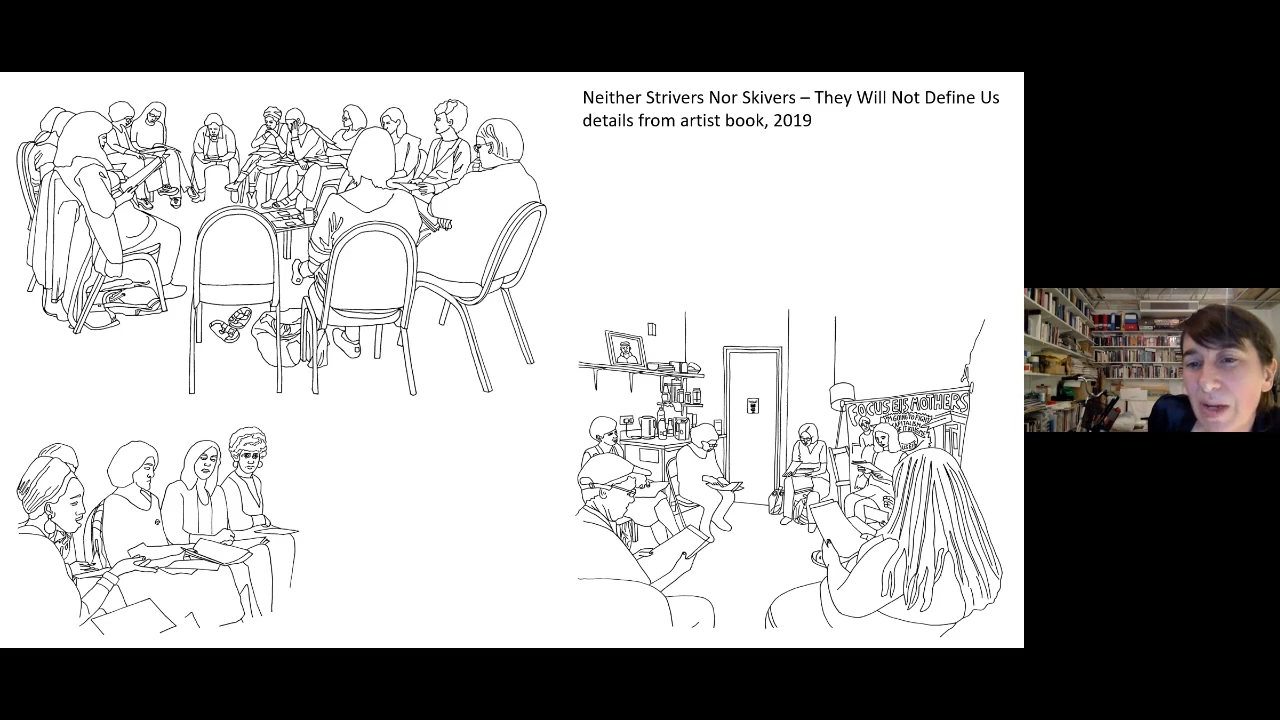 Neither Strivers Nor Skivers – They Will Not Define Us
details from artist book, 2019
FOCUS E15 MOTHERS